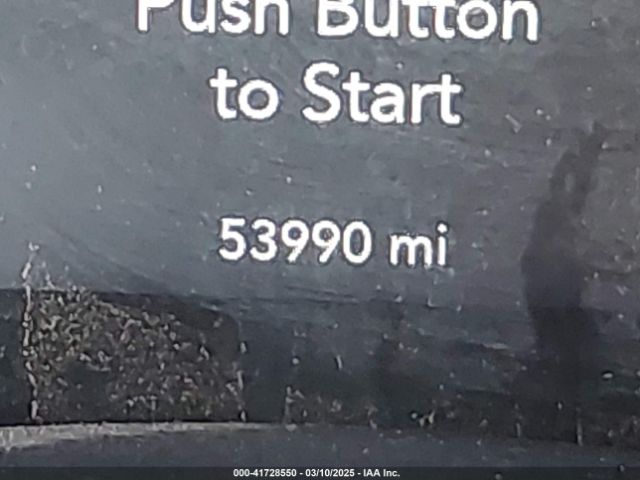 Push Button
to Start
53990 mi
000-41728550 - 03/10/2025 - IAA Inc.